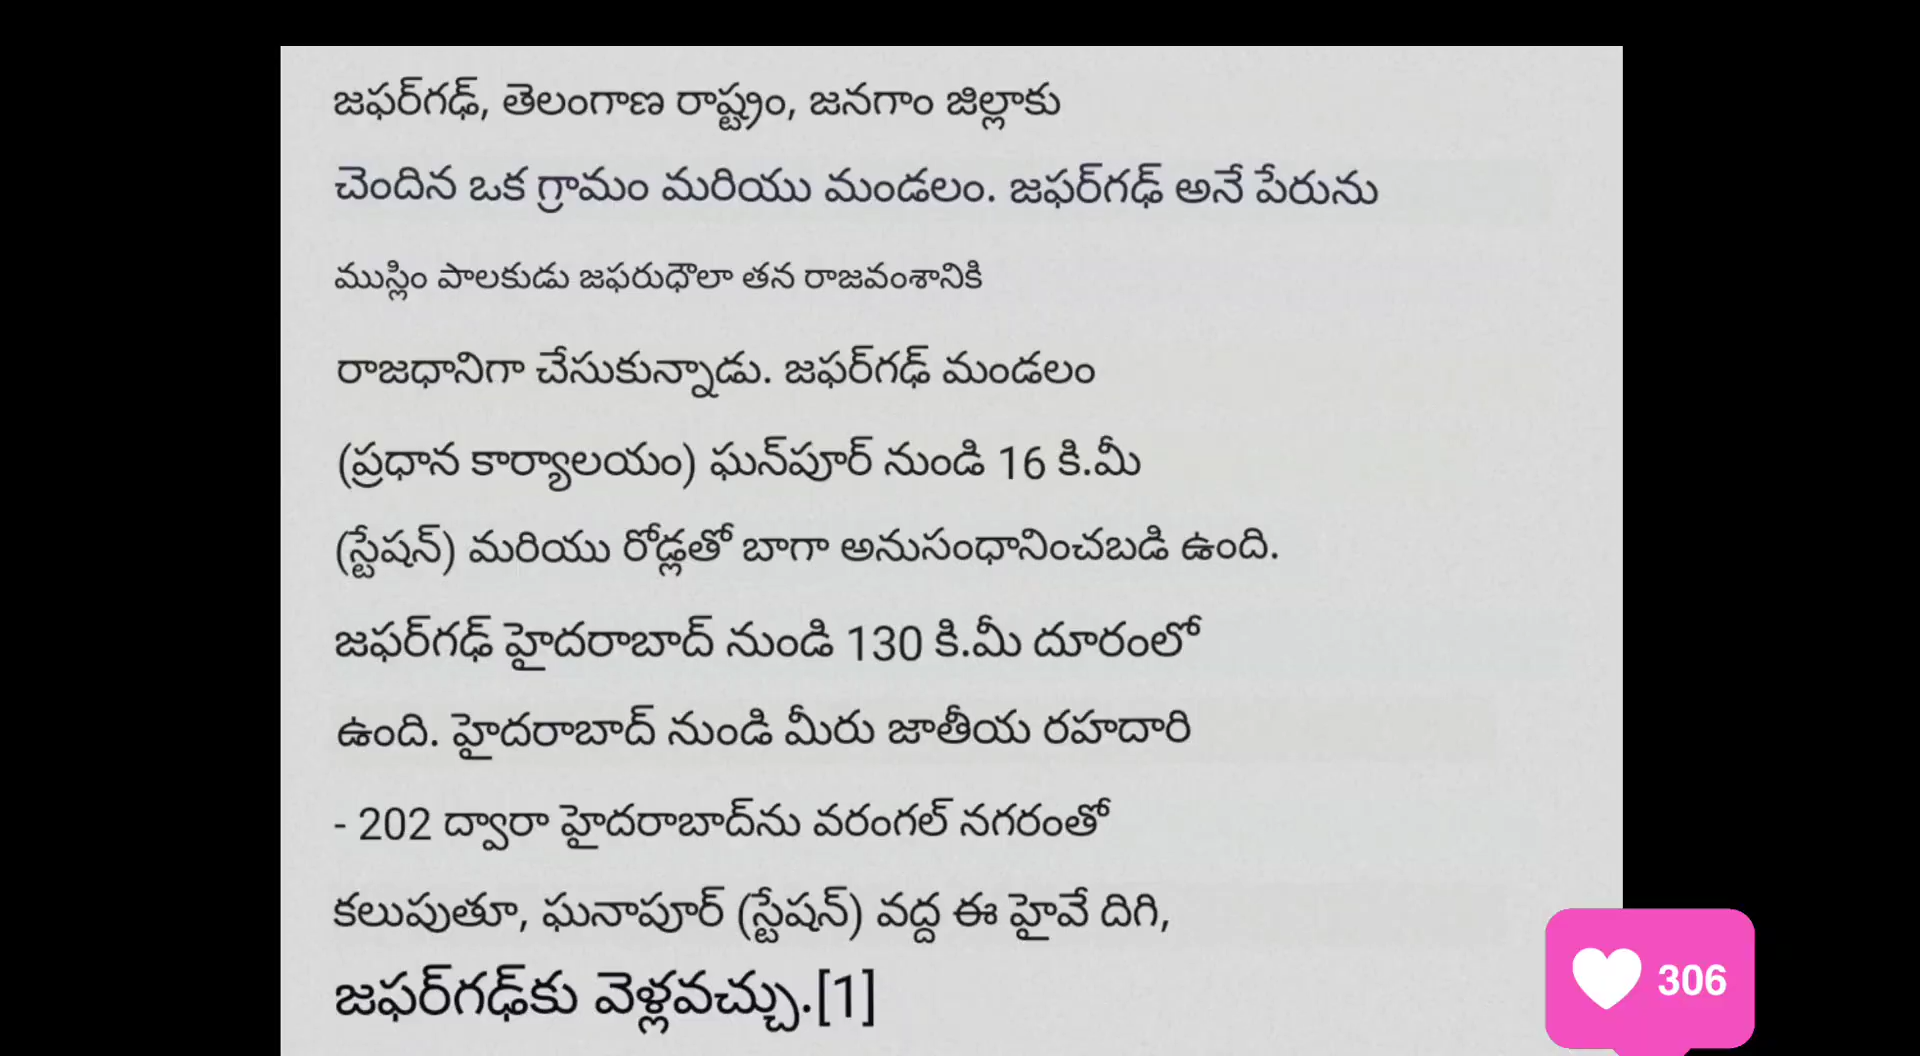 జఫర్‌గఢ్, తెలంగాణ రాష్ట్రం, జనగాం జిల్లాకు
చెందిన ఒక గ్రామం మరియు మండలం. జఫర్‌గఢ్ అనే పేరును
ముస్లిం పాలకుడు జఫరుధౌలా తన రాజవంశానికి
రాజధానిగా చేసుకున్నాడు. జఫర్‌గఢ్ మండలం
(ప్రధాన కార్యాలయం) ఘన్‌పూర్ నుండి 16 కి.మీ
(స్టేషన్) మరియు రోడ్లతో బాగా అనుసంధానించబడి ఉంది.
జఫర్‌గఢ్ హైదరాబాద్ నుండి 130 కి.మీ దూరంలో
ఉంది. హైదరాబాద్ నుండి మీరు జాతీయ రహదారి
- 202 ద్వారా హైదరాబాద్‌ను వరంగల్ నగరంతో
కలుపుతూ, ఘనాపూర్ (స్టేషన్) వద్ద ఈ హైవే దిగి,
జఫర్‌గఢ్‌కు వెళ్లవచ్చు.[1]
306